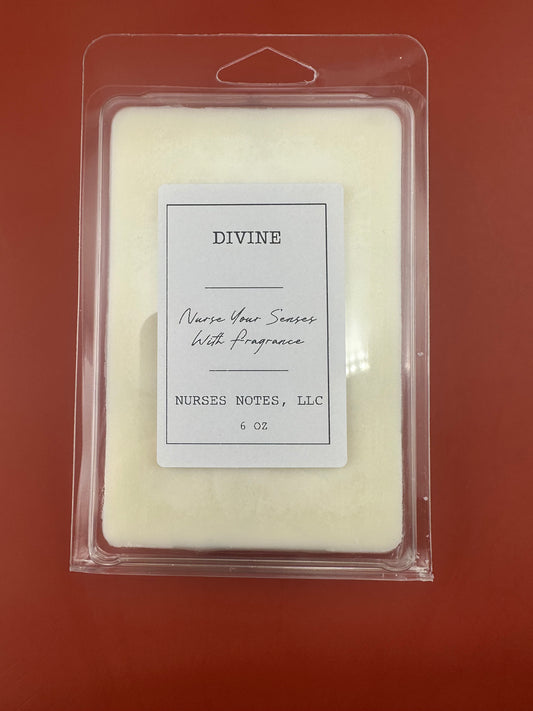 DIVINE
Nurse Your Senses
With Fragrance
NURSES NOTES, LLC
6 OZ